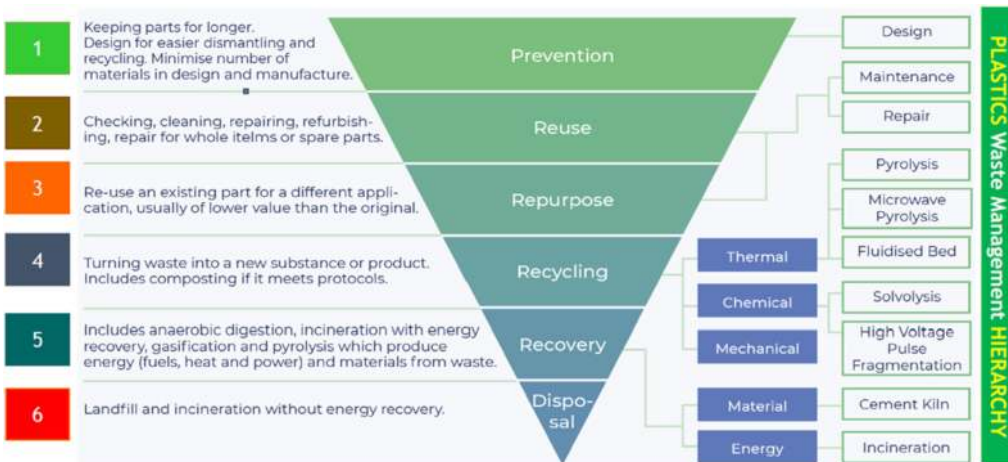 1
Keeping parts for longer.
Design for easier dismantling and
recycling. Minimise number of
materials in design and manufacture.
Prevention
Design
2
Checking, cleaning, repairing, refurbish-
ing, repair for whole itelms or spare parts.
Reuse
Maintenance
Repair
3
Re-use an existing part for a different appli-
cation, usually of lower value than the original.
Repurpose
4
Turning waste into a new substance or product.
Includes composting if it meets protocols.
Recycling
Thermal
Pyrolysis
Microwave
Pyrolysis
Fluidised Bed
Chemical
Solvolysis
Mechanical
High Voltage
Pulse
Fragmentation
5
Includes anaerobic digestion, incineration with energy
recovery, gasification and pyrolysis which produce
energy (fuels, heat and power) and materials from waste.
Recovery
Material
Cement Kiln
Energy
Incineration
6
Landfill and incineration without energy recovery.
Dispo-
sal
PLASTICS Waste Management HIERARCHY